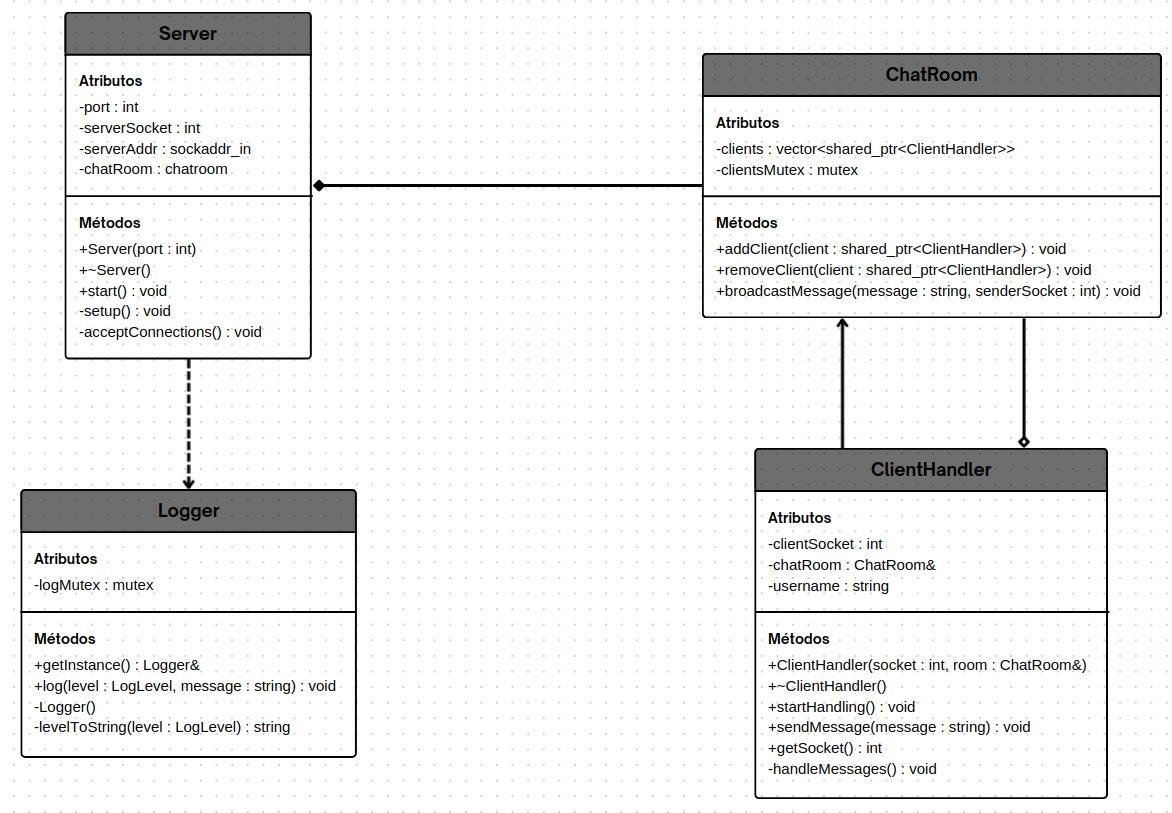 Server
Atributos
-port : int
-serverSocket : int
-serverAddr : sockaddr_in
-chatRoom : chatroom
Métodos
+Server(port : int)
+~Server()
+start() : void
-setup() : void
-acceptConnections() : void
ChatRoom
Atributos
-clients : vector<shared_ptr<ClientHandler>>
-clientsMutex : mutex
Métodos
+addClient(client : shared_ptr<ClientHandler>) : void
+removeClient(client : shared_ptr<ClientHandler>) : void
+broadcastMessage(message : string, senderSocket : int) : void
Logger
Atributos
-logMutex : mutex
Métodos
+getInstance() : Logger&
+log(level : LogLevel, message : string) : void
-Logger()
-levelToString(level : LogLevel) : string
ClientHandler
Atributos
-clientSocket : int
-chatRoom : ChatRoom&
-username : string
Métodos
+ClientHandler(socket : int, room : ChatRoom&)
+~ClientHandler()
+startHandling() : void
+sendMessage(message : string) : void
+getSocket() : int
-handleMessages() : void